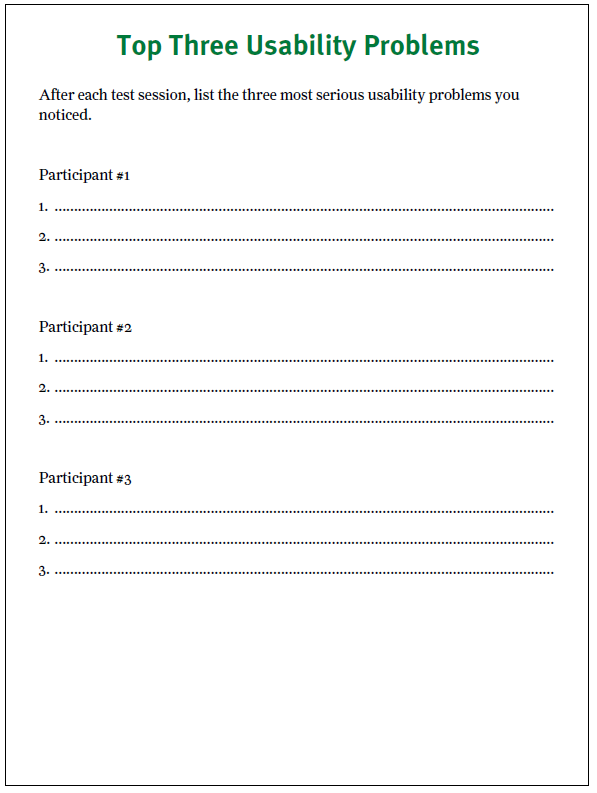 Top Three Usability Problems
After each test session, list the three most serious usability problems you
noticed.
Participant #1
1. ....................................................................................................
2. ....................................................................................................
3. ....................................................................................................
Participant #2
1. ....................................................................................................
2. ....................................................................................................
3. ....................................................................................................
Participant #3
1. ....................................................................................................
2. ....................................................................................................
3. ....................................................................................................